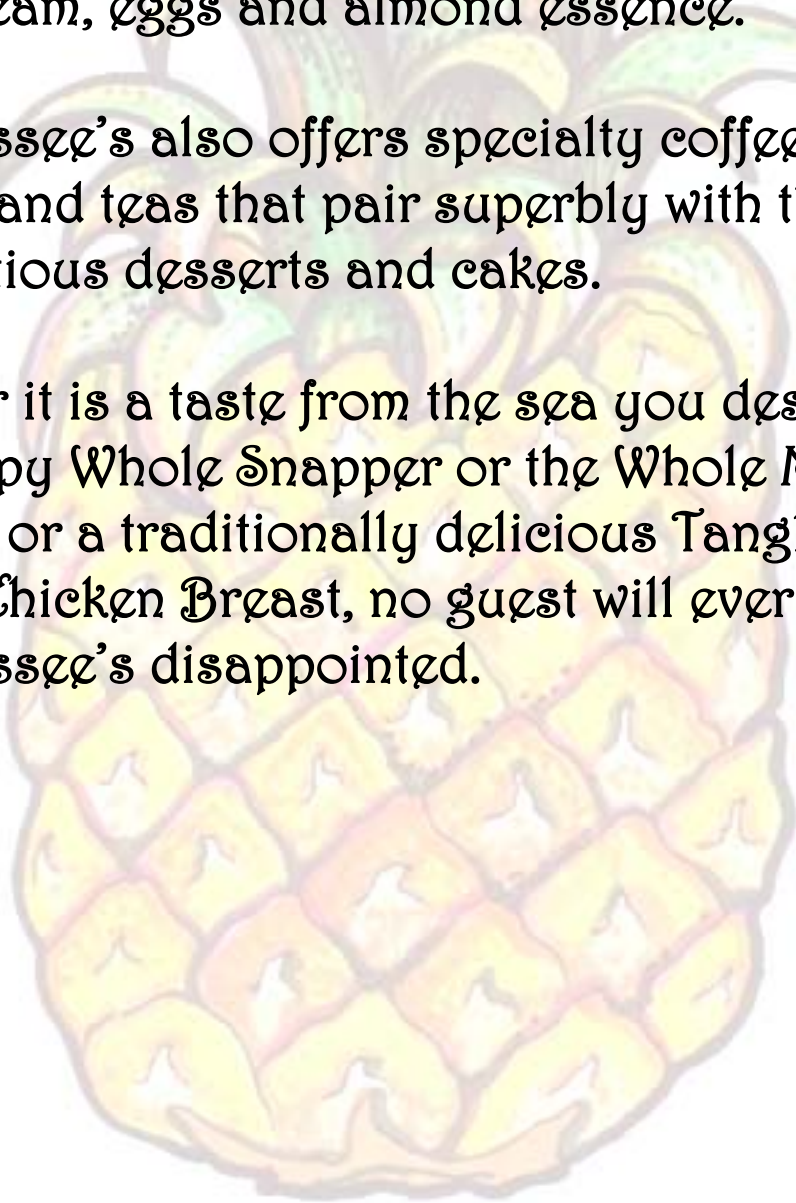 eam, eggs and almond essence.
ssee's also offers specialty coffee
and teas that pair superbly with t
ious desserts and cakes.
r it is a taste from the sea you des
py Whole Snapper or the Whole
or a traditionally delicious Tang
Chicken Breast, no guest will ever
ssee's disappointed.